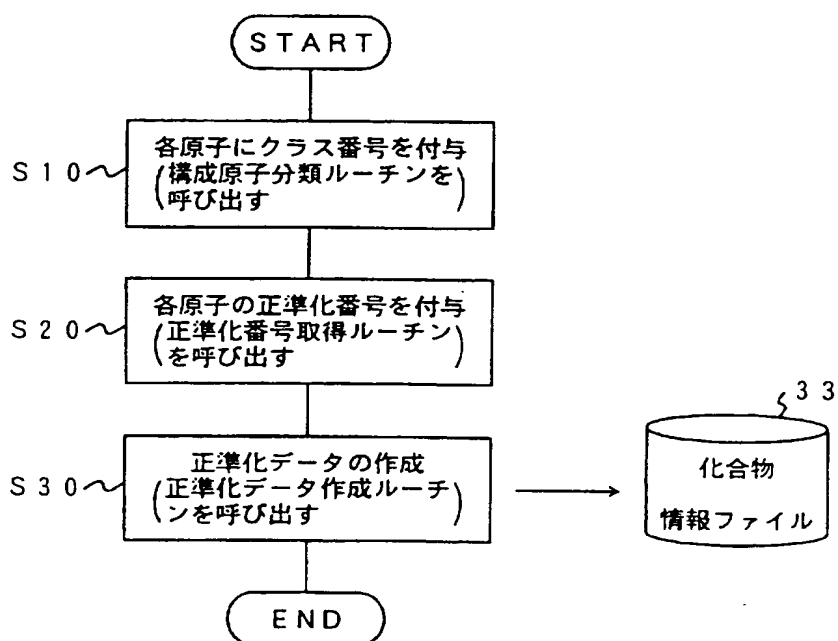 START
S10
各原子にクラス番号を付与
(構成原子分類ルーチンを
呼び出す)
S20
各原子の正準化番号を付与
(正準化番号取得ルーチン
を呼び出す)
33
S30
正準化データの作成
(正準化データ作成ルーチ
ンを呼び出す)
化合物
情報ファイル
END